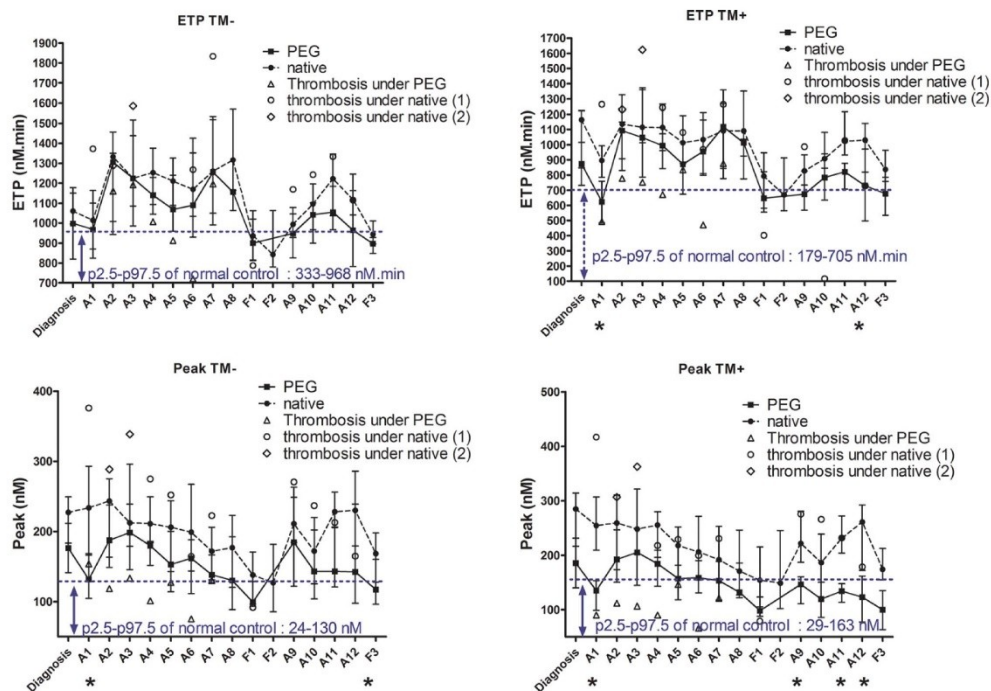 ETP TM-
1900
1800
1700
1600
1500
1400
1300
1200
1100
1000
900
800
700
ETP (nM.min)
PEG
native
Thrombosis under PEG
thrombosis under native (1)
thrombosis under native (2)
p2.5-p97.5 of normal control : 333-968 nM.min
Diagnosis A1 A2 A3 A4 A5 A6 A7 A8 F1 F2 A9 A10 A11 A12 F3
ETP TM+
1700
1600
1500
1400
1300
1200
1100
1000
900
800
700
600
500
400
300
200
100
ETP (nM.min)
PEG
native
Thrombosis under PEG
thrombosis under native (1)
thrombosis under native (2)
p2.5-p97.5 of normal control : 179-705 nM.min
Diagnosis A1 A2 A3 A4 A5 A6 A7 A8 F1 F2 A9 A10 A11 A12 F3
* *
Peak TM-
400
300
200
100
Peak (nM)
PEG
native
Thrombosis under PEG
thrombosis under native (1)
thrombosis under native (2)
p2.5-p97.5 of normal control : 24-130 nM
Diagnosis A1 A2 A3 A4 A5 A6 A7 A8 F1 F2 A9 A10 A11 A12 F3
* *
Peak TM+
500
400
300
200
100
Peak (nM)
PEG
native
Thrombosis under PEG
thrombosis under native (1)
thrombosis under native (2)
p2.5-p97.5 of normal control : 29-163 nM
Diagnosis A1 A2 A3 A4 A5 A6 A7 A8 F1 F2 A9 A10 A11 A12 F3
* * * *